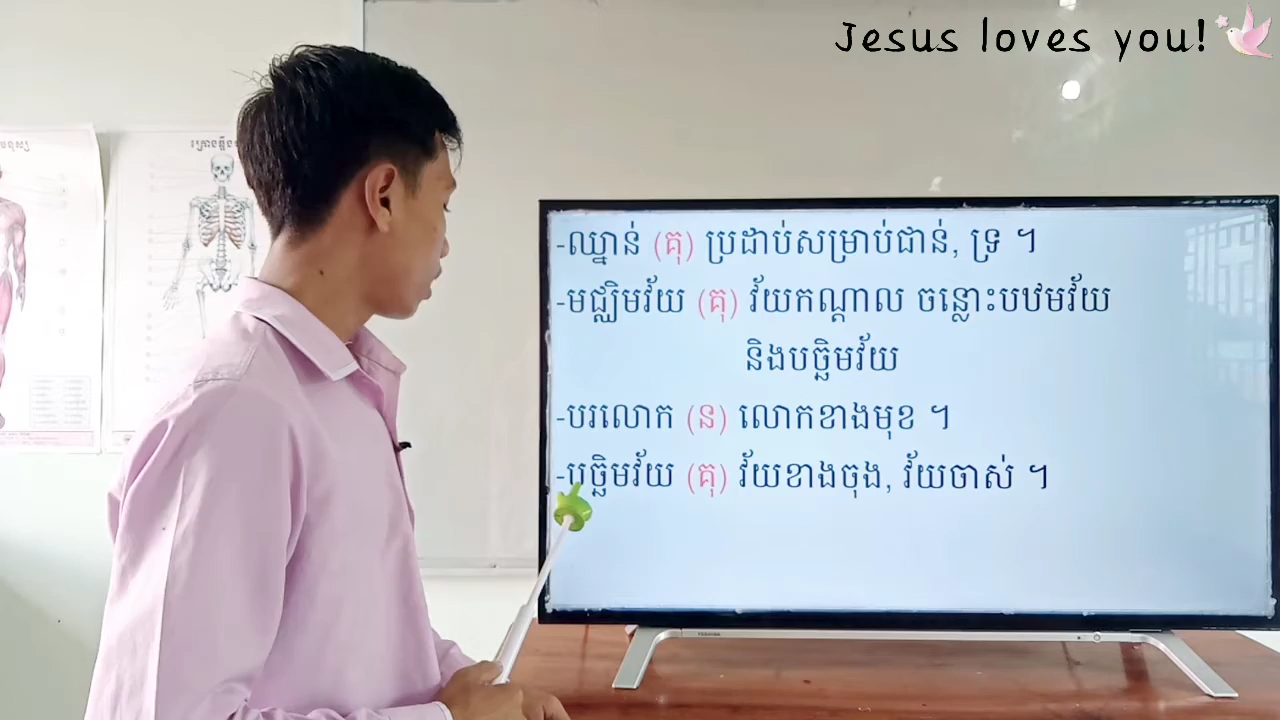 Jesus loves you!
-ឈ្នាន់ (គុ) ប្រដាប់សម្រាប់ជាន់, ទ្រ ។
-មជ្ឈិមវ័យ (គុ) វ័យកណ្ដាល ចន្លោះបឋមវ័យ
និងបច្ឆិមវ័យ
-បរលោក (ន) លោកខាងមុខ ។
-បច្ឆិមវ័យ (គុ) វ័យខាងចុង, វ័យចាស់ ។
TOSHIBA